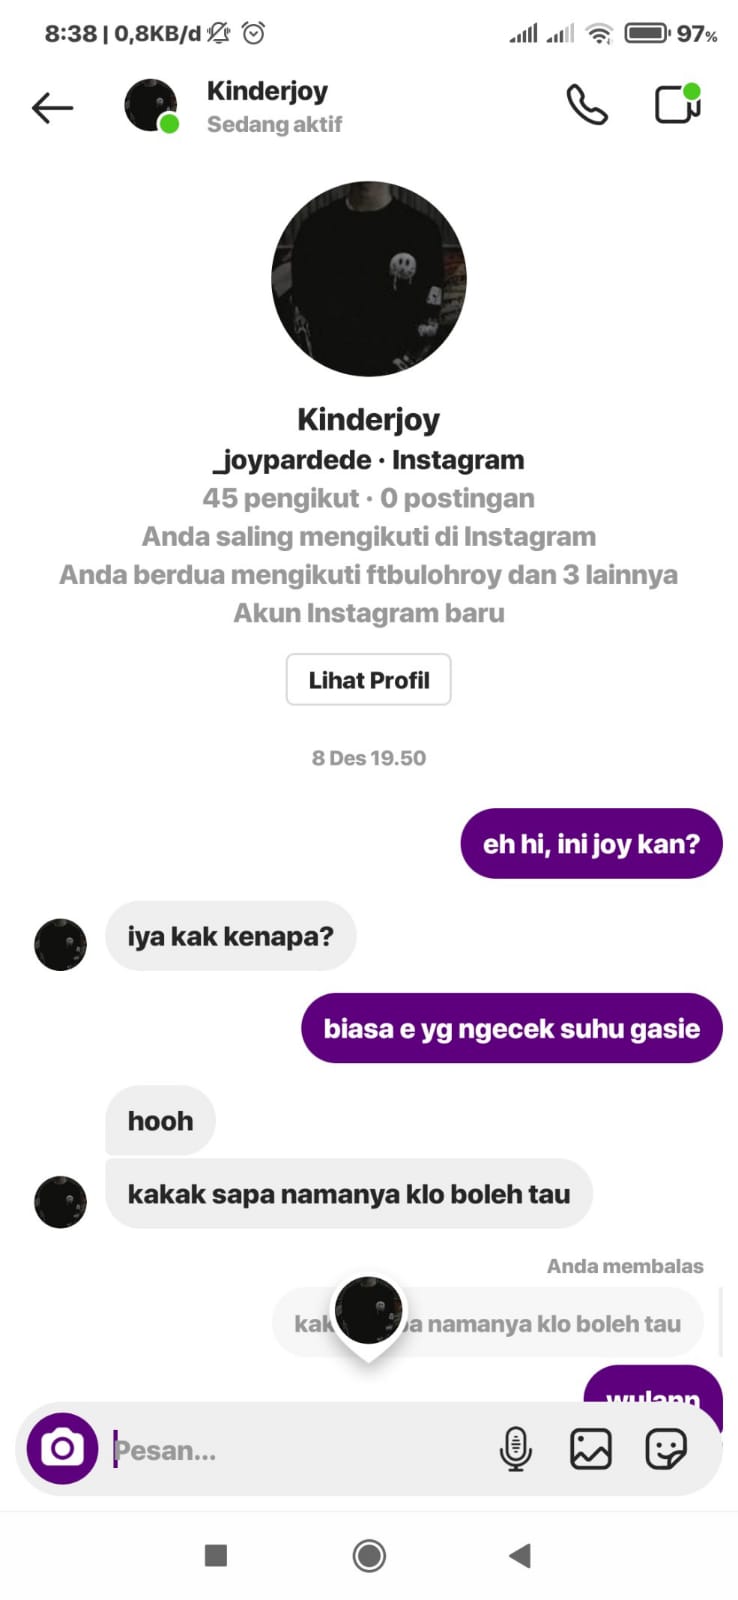 8:38 | 0,8KB/d
97%
Kinderjoy
Sedang aktif
Kinderjoy
_joypardede · Instagram
45 pengikut · 0 postingan
Anda saling mengikuti di Instagram
Anda berdua mengikuti ftbulohroy dan 3 lainnya
Akun Instagram baru
Lihat Profil
8 Des 19.50
eh hi, ini joy kan?
iya kak kenapa?
biasa e yg ngecek suhu gasie
hooh
kakak sapa namanya klo boleh tau
Anda membalas
namanya klo boleh tau
wulann
Pesan...